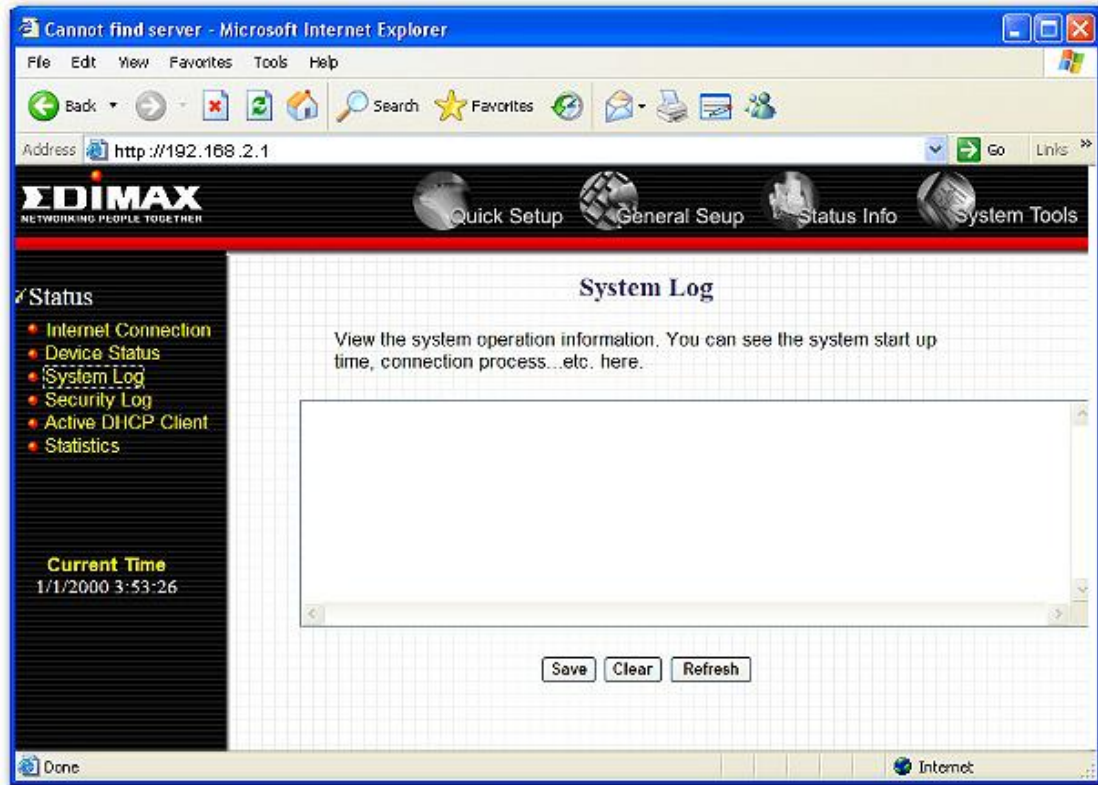 Cannot find server - Microsoft Internet Explorer
File Edit View Favorites Tools Help
Back Search Favorites
Address http://192.168.2.1 Go Links »
EDIMAX
NETWORKING PEOPLE TOGETHER
Quick Setup General Seup Status Info System Tools
Status
Internet Connection
Device Status
System Log
Security Log
Active DHCP Client
Statistics
Current Time
1/1/2000 3:53:26
System Log
View the system operation information. You can see the system start up
time, connection process...etc. here.
Save Clear Refresh
Done Internet